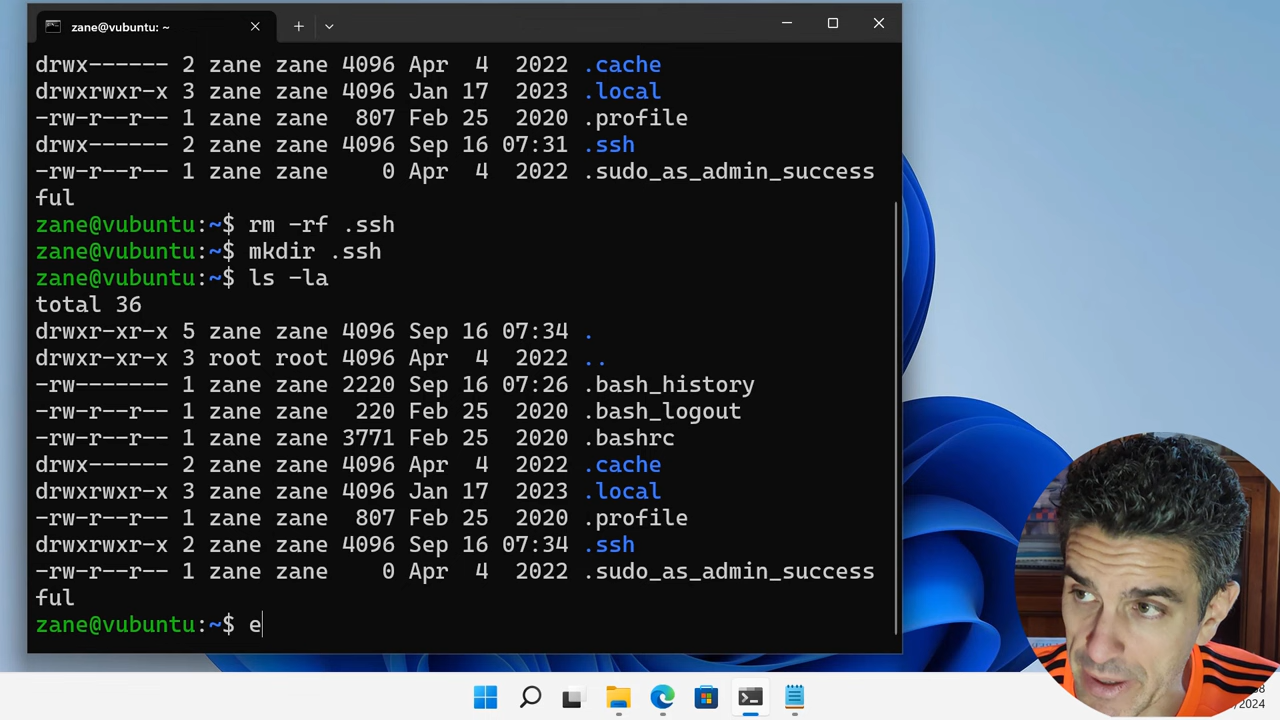 zane@vubuntu: ~
drwx------ 2 zane zane 4096 Apr  4  2022 .cache
drwxrwxr-x 3 zane zane 4096 Jan 17  2023 .local
-rw-r--r-- 1 zane zane  807 Feb 25  2020 .profile
drwx------ 2 zane zane 4096 Sep 16 07:31 .ssh
-rw-r--r-- 1 zane zane    0 Apr  4  2022 .sudo_as_admin_success
ful
zane@vubuntu:~$ rm -rf .ssh
zane@vubuntu:~$ mkdir .ssh
zane@vubuntu:~$ ls -la
total 36
drwxr-xr-x 5 zane zane 4096 Sep 16 07:34 .
drwxr-xr-x 3 root root 4096 Apr  4  2022 ..
-rw------- 1 zane zane 2220 Sep 16 07:26 .bash_history
-rw-r--r-- 1 zane zane  220 Feb 25  2020 .bash_logout
-rw-r--r-- 1 zane zane 3771 Feb 25  2020 .bashrc
drwx------ 2 zane zane 4096 Apr  4  2022 .cache
drwxrwxr-x 3 zane zane 4096 Jan 17  2023 .local
-rw-r--r-- 1 zane zane  807 Feb 25  2020 .profile
drwxrwxr-x 2 zane zane 4096 Sep 16 07:34 .ssh
-rw-r--r-- 1 zane zane    0 Apr  4  2022 .sudo_as_admin_success
ful
zane@vubuntu:~$ e
/2024